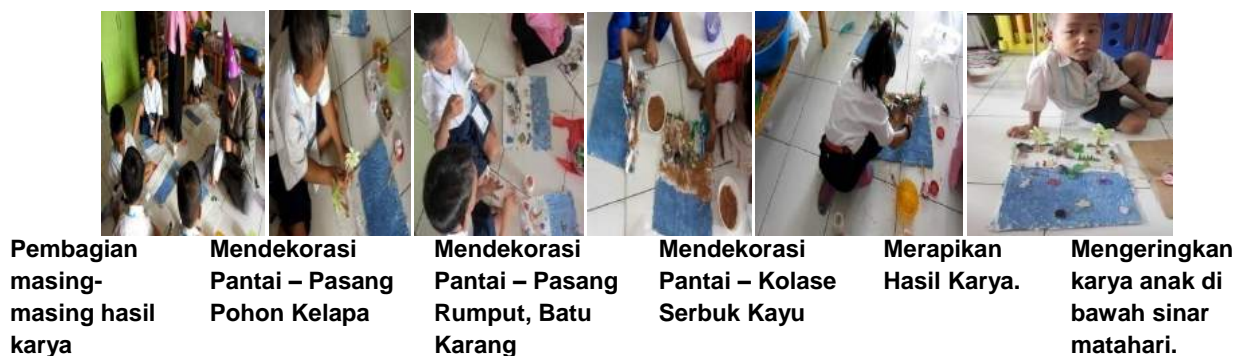 Pembagian
masing-
masing hasil
karya
Mendekorasi
Pantai – Pasang
Pohon Kelapa
Mendekorasi
Pantai – Pasang
Rumput, Batu
Karang
Mendekorasi
Pantai – Kolase
Serbuk Kayu
Merapikan
Hasil Karya.
Mengeringkan
karya anak di
bawah sinar
matahari.